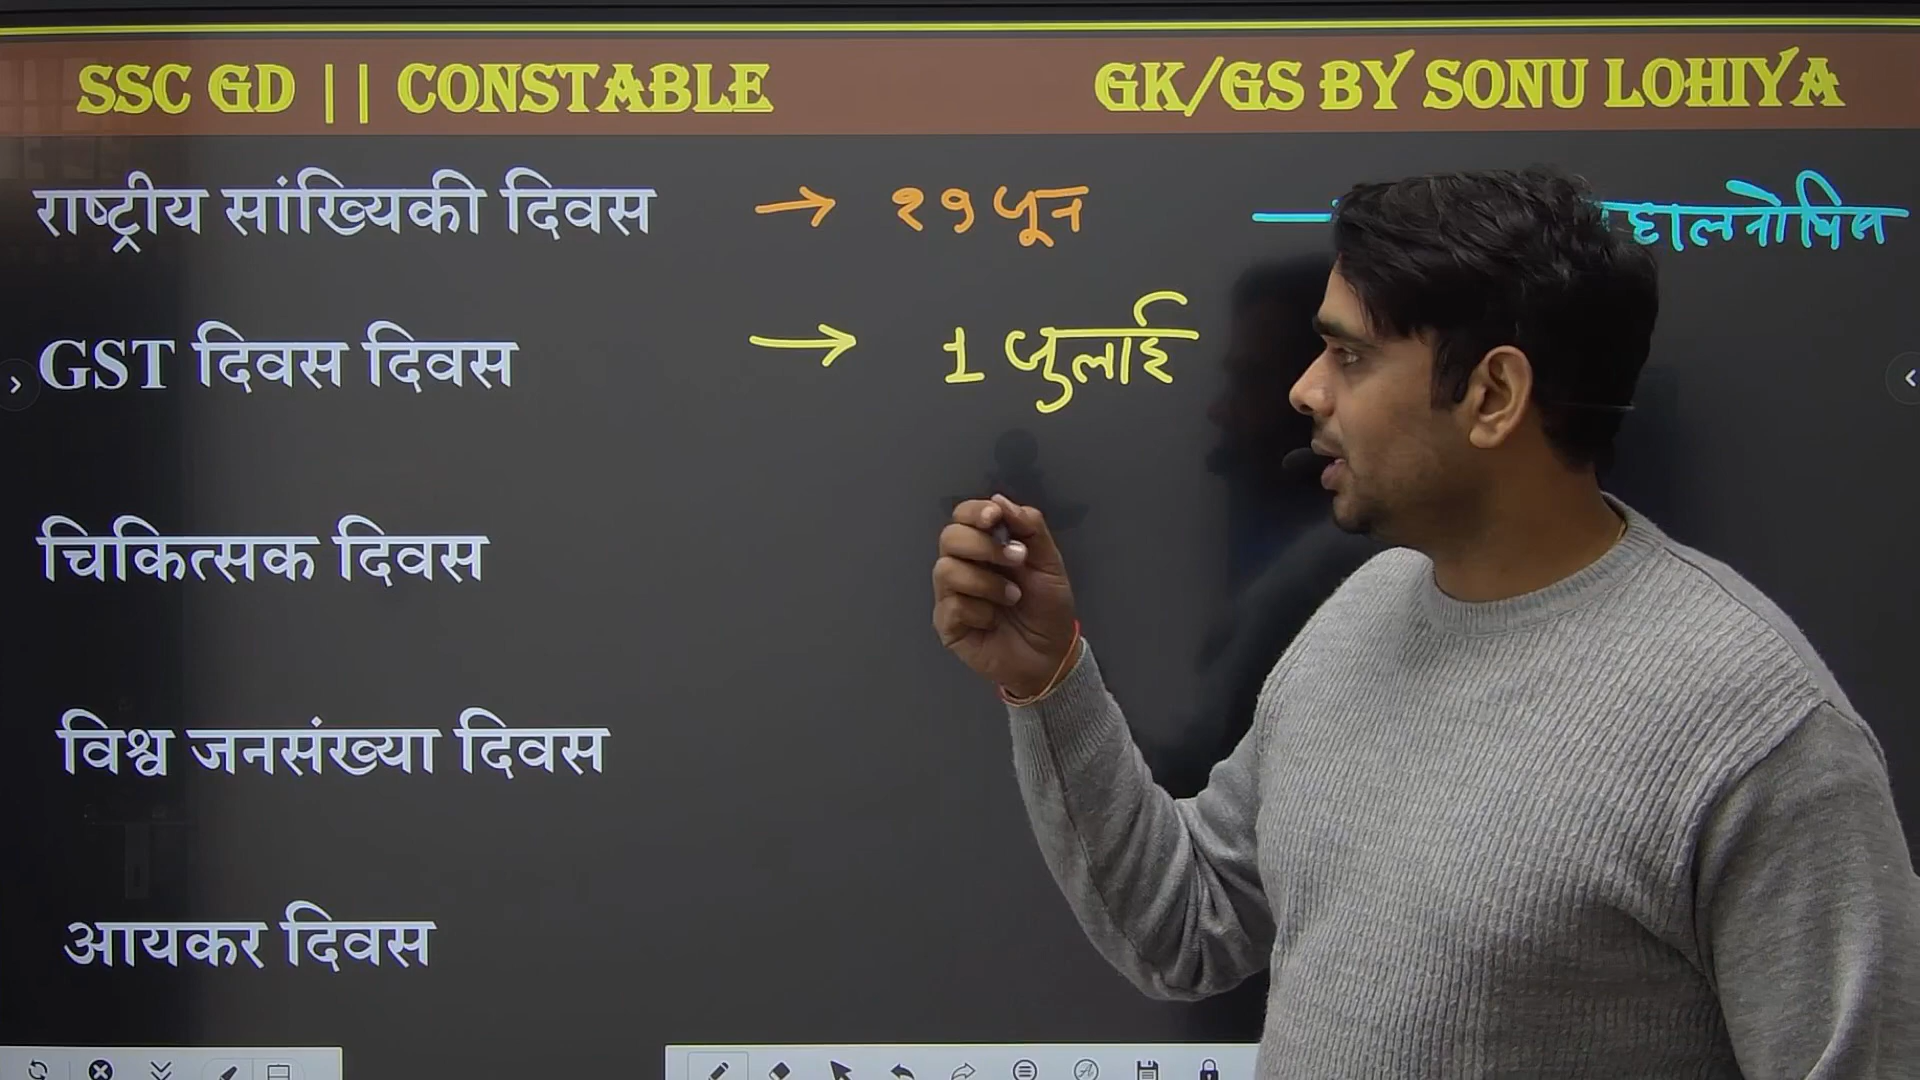 SSC GD || CONSTABLE GK/GS BY SONU LOHIYA
राष्ट्रीय सांख्यिकी दिवस → २९ जून
GST दिवस दिवस → 1 जुलाई
चिकित्सक दिवस
विश्व जनसंख्या दिवस
आयकर दिवस